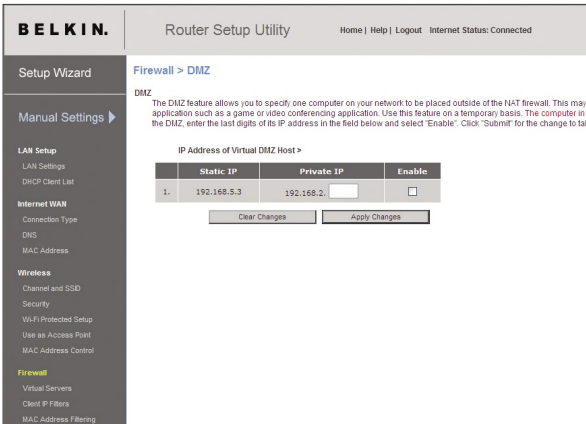 BELKIN.
Router Setup Utility
Home | Help | Logout Internet Status: Connected
Setup Wizard
Manual Settings
LAN Setup
LAN Settings
DHCP Client List
Internet WAN
Connection Type
DNS
MAC Address
Wireless
Channel and SSID
Security
Wi-Fi Protected Setup
Use as Access Point
MAC Address Control
Firewall
Virtual Servers
Client IP Filters
MAC Address Filtering
Firewall > DMZ
DMZ
The DMZ feature allows you to specify one computer on your network to be placed outside of the NAT firewall. This may
application such as a game or video conferencing application. Use this feature on a temporary basis. The computer in
the DMZ, enter the last digits of its IP address in the field below and select "Enable". Click "Submit" for the change to ta
IP Address of Virtual DMZ Host >
Static IP Private IP Enable
1. 192.168.5.3 192.168.2.
Clear Changes Apply Changes